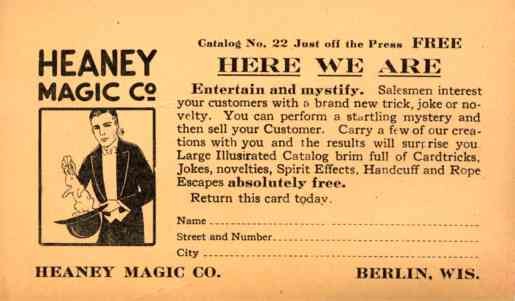 HEANEY
MAGIC Co
Catalog No. 22 Just off the Press FREE
HERE WE ARE
Entertain and mystify. Salesmen interest
your customers with a brand new trick, joke or no-
velty. You can perform a startling mystery and
then sell your Customer. Carry a few of our crea-
tions with you and the results will surprise you
Large Illustrated Catalog brim full of Cardtricks,
Jokes, novelties, Spirit Effects, Handcuff and Rope
Escapes absolutely free.
Return this card today.
Name
Street and Number
City
HEANEY MAGIC CO. BERLIN, WIS.